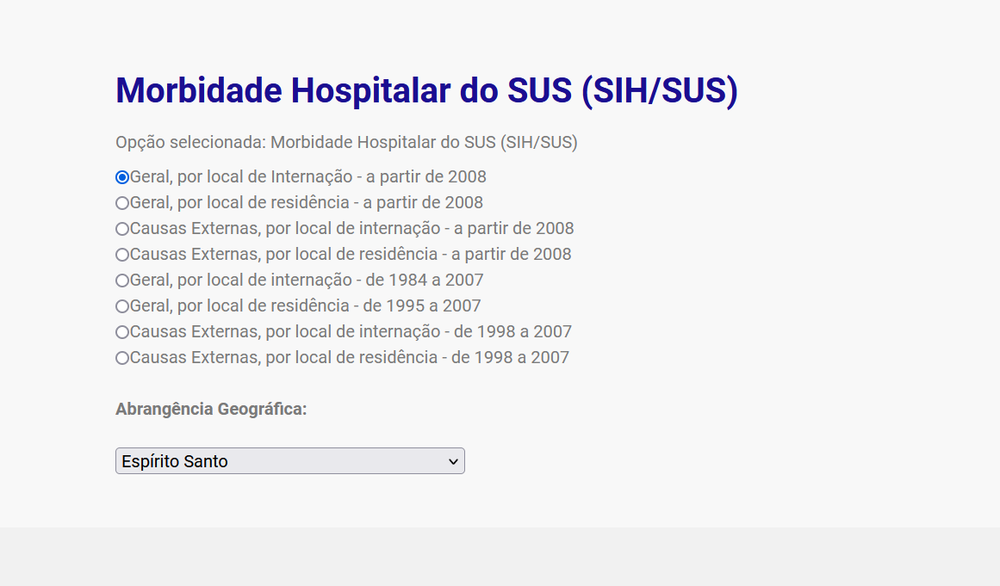 Morbidade Hospitalar do SUS (SIH/SUS)
Opção selecionada: Morbidade Hospitalar do SUS (SIH/SUS)
Geral, por local de Internação - a partir de 2008
Geral, por local de residência - a partir de 2008
Causas Externas, por local de internação - a partir de 2008
Causas Externas, por local de residência - a partir de 2008
Geral, por local de internação - de 1984 a 2007
Geral, por local de residência - de 1995 a 2007
Causas Externas, por local de internação - de 1998 a 2007
Causas Externas, por local de residência - de 1998 a 2007
Abrangência Geográfica:
Espírito Santo